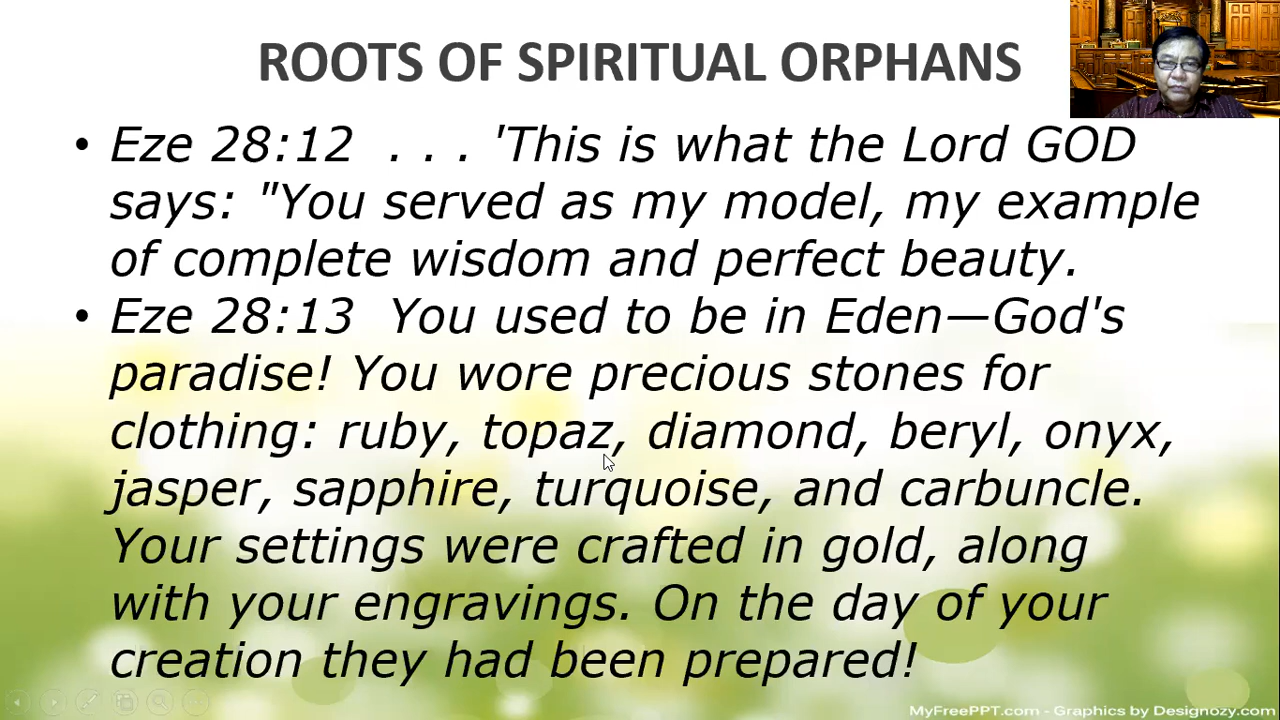 ROOTS OF SPIRITUAL ORPHANS
• Eze 28:12 . . . 'This is what the Lord GOD
says: "You served as my model, my example
of complete wisdom and perfect beauty.
• Eze 28:13 You used to be in Eden—God's
paradise! You wore precious stones for
clothing: ruby, topaz, diamond, beryl, onyx,
jasper, sapphire, turquoise, and carbuncle.
Your settings were crafted in gold, along
with your engravings. On the day of your
creation they had been prepared!
MyFreePPT.com - Graphics by Designozy.com